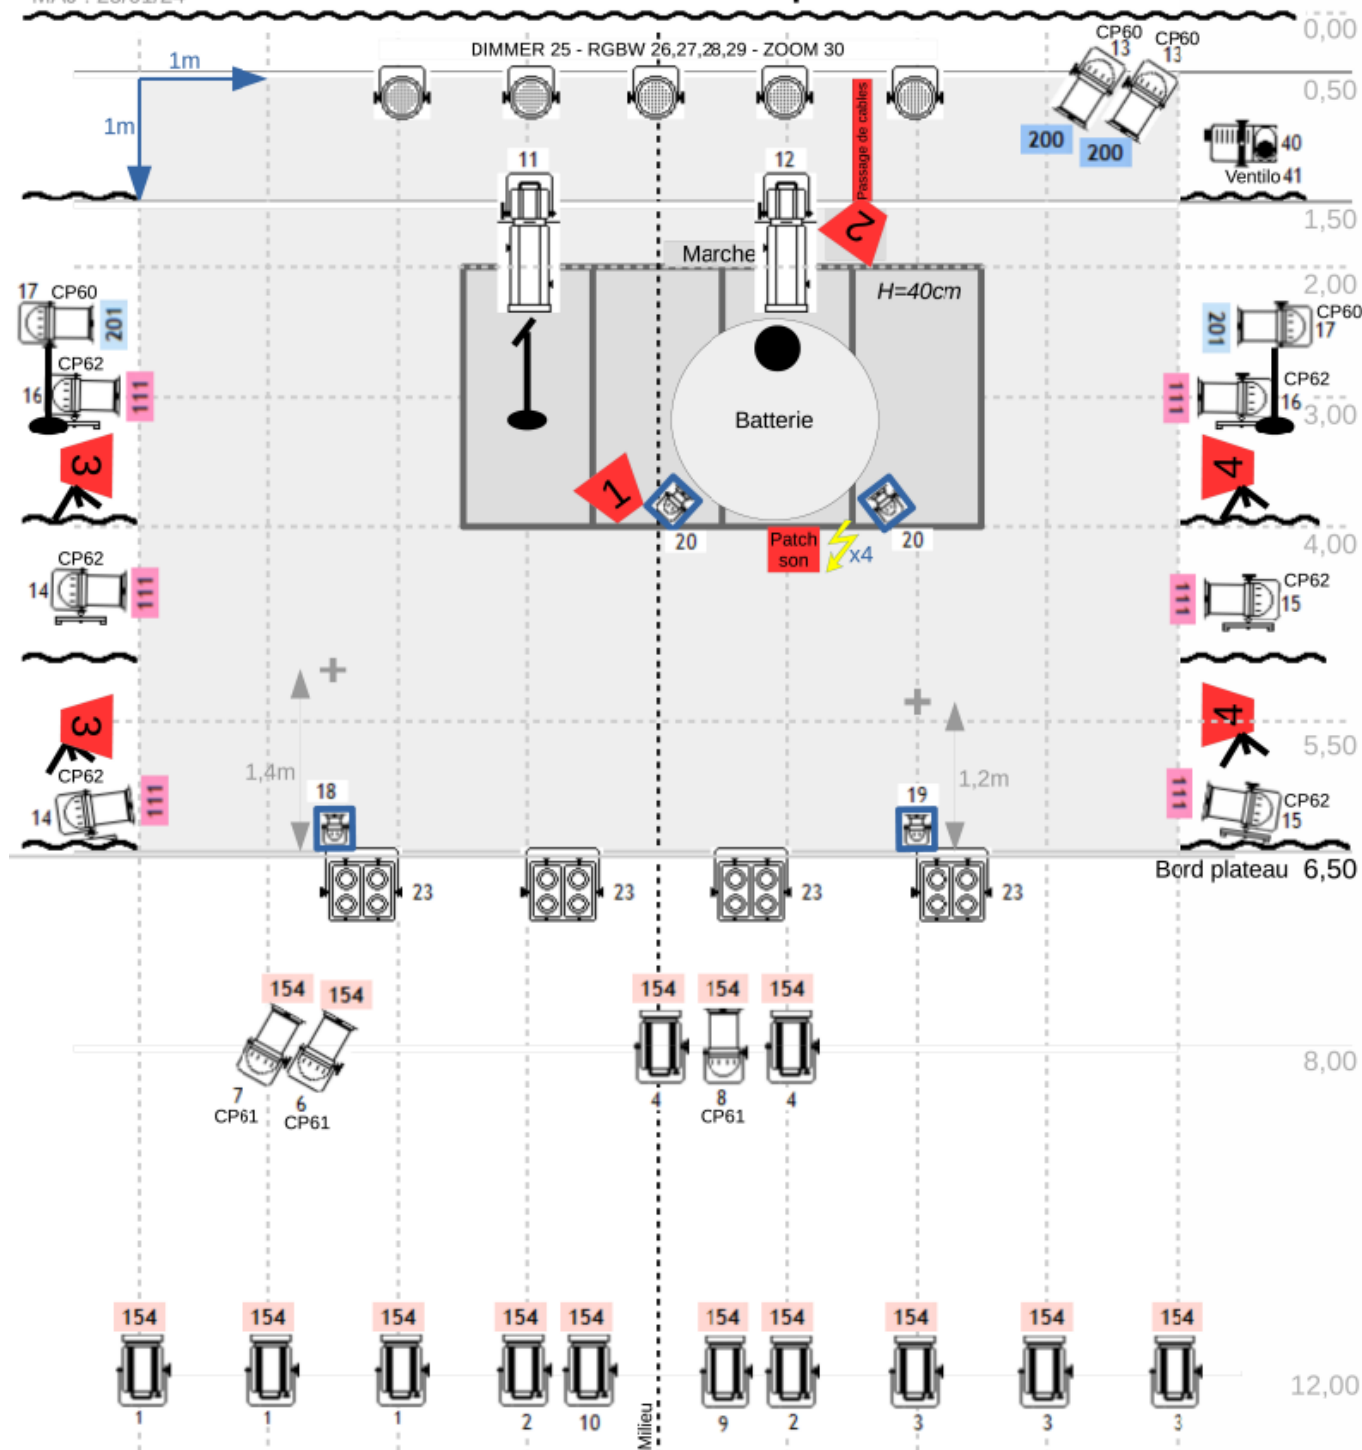 0,00
CP60
13
CP60
13
DIMMER 25 - RGBW 26,27,28,29 - ZOOM 30
1m
0,50
1m
200
200
40
Ventilo 41
11
12
Passage de cables
1,50
2
Marche
2,00
H=40cm
17
CP60
201
201
CP60
17
CP62
16
111
111
CP62
16
3,00
Batterie
3
4
1
20
20
Patch
son
x4
4,00
CP62
14
111
111
CP62
15
3
4
5,50
1,4m
1,2m
CP62
14
111
111
CP62
15
18
19
Bord plateau 6,50
23
23
23
23
154
154
154
154
154
8,00
7
CP61
6
CP61
4
8
CP61
4
154
154
154
154
154
154
154
154
154
154
12,00
1
1
1
2
10
Milieu
9
2
3
3
3